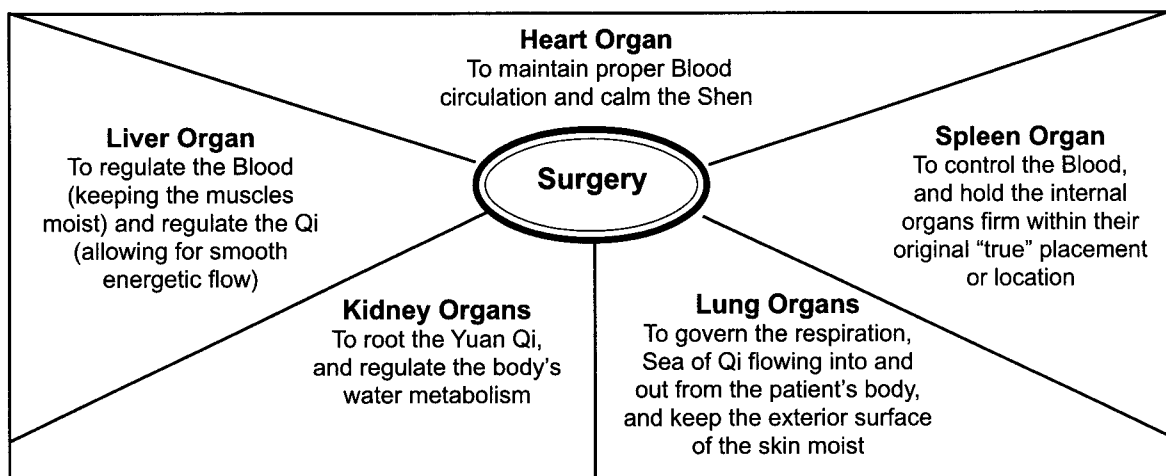 Heart Organ
To maintain proper Blood
circulation and calm the Shen
Liver Organ
To regulate the Blood
(keeping the muscles
moist) and regulate the Qi
(allowing for smooth
energetic flow)
Surgery
Spleen Organ
To control the Blood,
and hold the internal
organs firm within their
original “true” placement
or location
Kidney Organs
To root the Yuan Qi,
and regulate the body’s
water metabolism
Lung Organs
To govern the respiration,
Sea of Qi flowing into and
out from the patient’s body,
and keep the exterior surface
of the skin moist